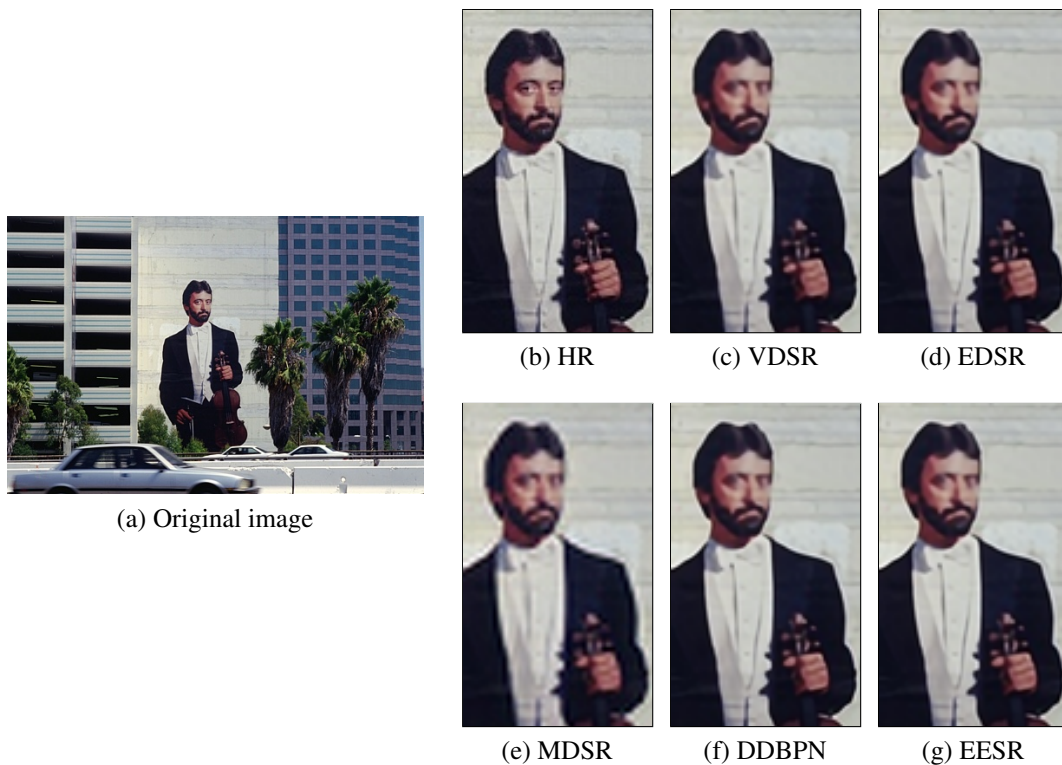 (b) HR
(c) VDSR
(d) EDSR
(a) Original image
(e) MDSR
(f) DDBPN
(g) EESR